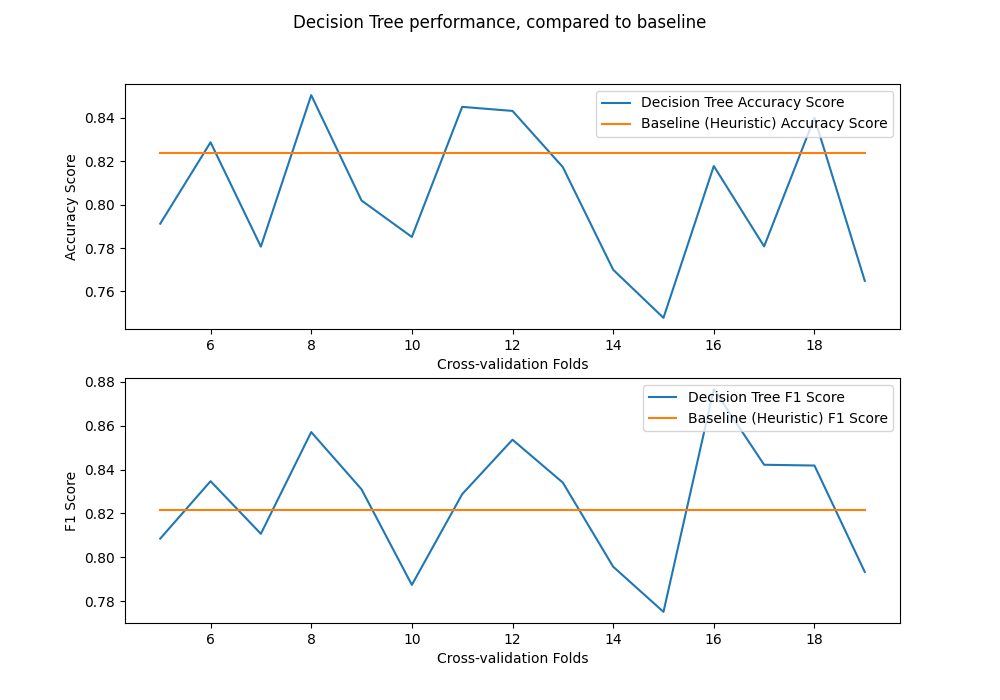 Decision Tree performance, compared to baseline
Decision Tree Accuracy Score
Baseline (Heuristic) Accuracy Score
Accuracy Score
0.84
0.82
0.80
0.78
0.76
6 8 10 12 14 16 18
Cross-validation Folds
Decision Tree F1 Score
Baseline (Heuristic) F1 Score
F1 Score
0.88
0.86
0.84
0.82
0.80
0.78
6 8 10 12 14 16 18
Cross-validation Folds